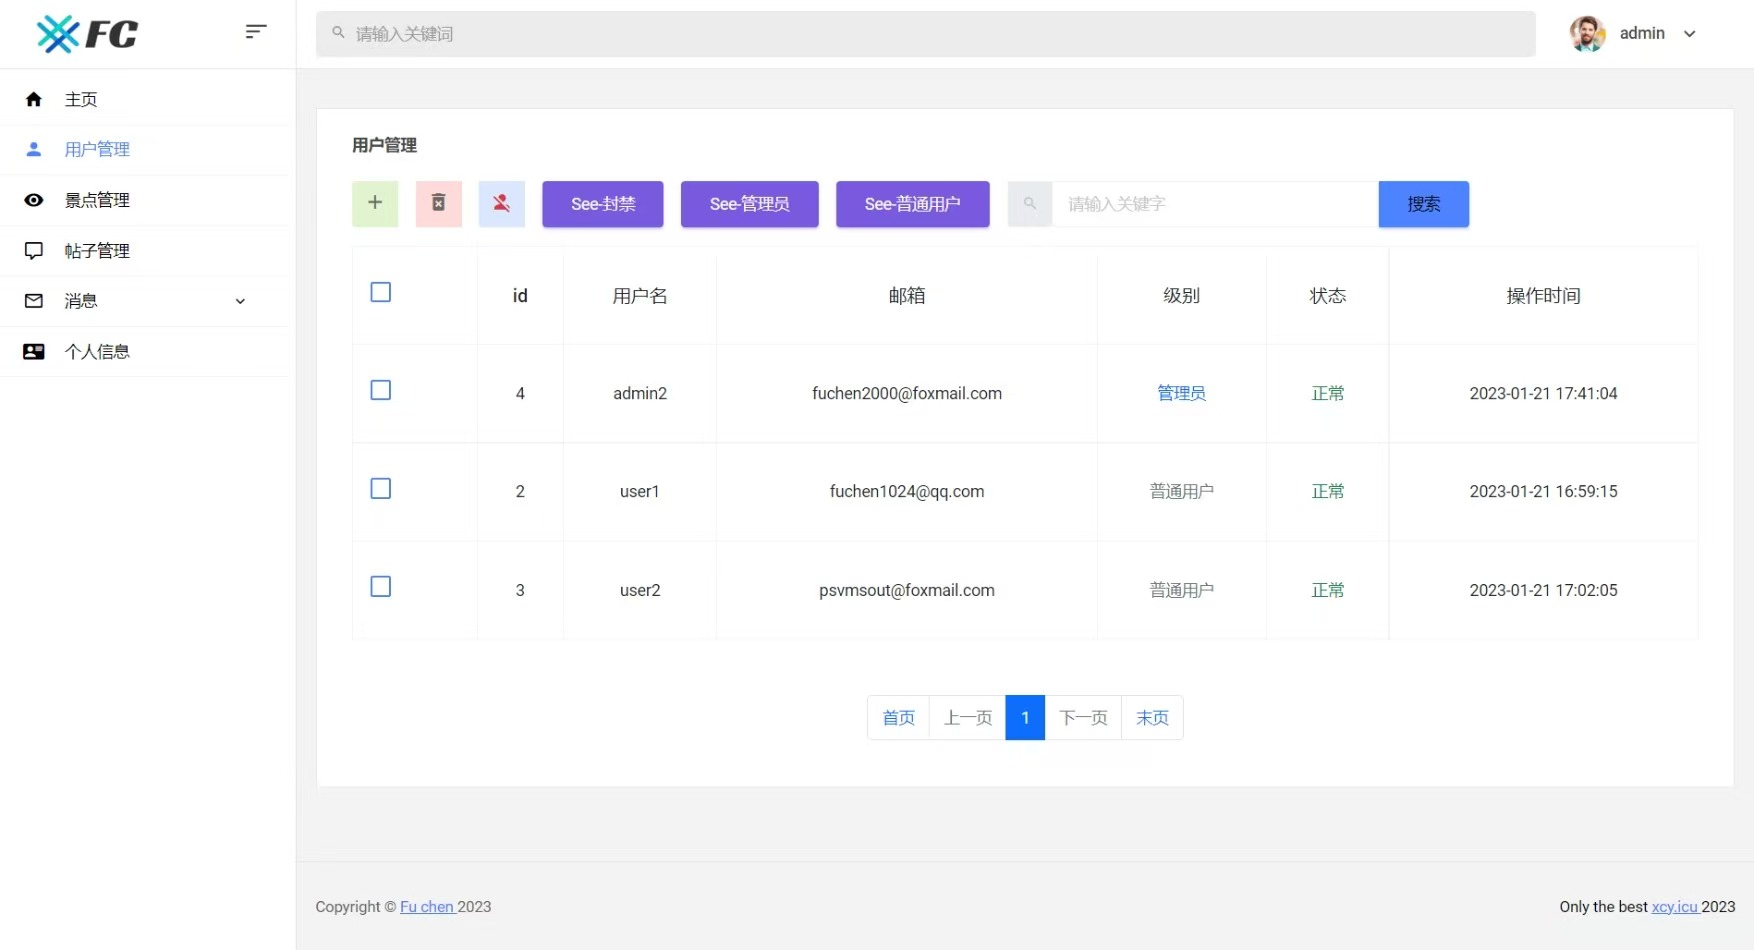 FC
请输入关键词
admin
主页
用户管理
景点管理
帖子管理
消息
个人信息
用户管理
See-封禁 See-管理员 See-普通用户 请输入关键字 搜索
id 用户名 邮箱 级别 状态 操作时间
4 admin2 fuchen2000@foxmail.com 管理员 正常 2023-01-21 17:41:04
2 user1 fuchen1024@qq.com 普通用户 正常 2023-01-21 16:59:15
3 user2 psvmsout@foxmail.com 普通用户 正常 2023-01-21 17:02:05
首页 上一页 1 下一页 末页
Copyright © Fu chen 2023
Only the best xcy.icu 2023